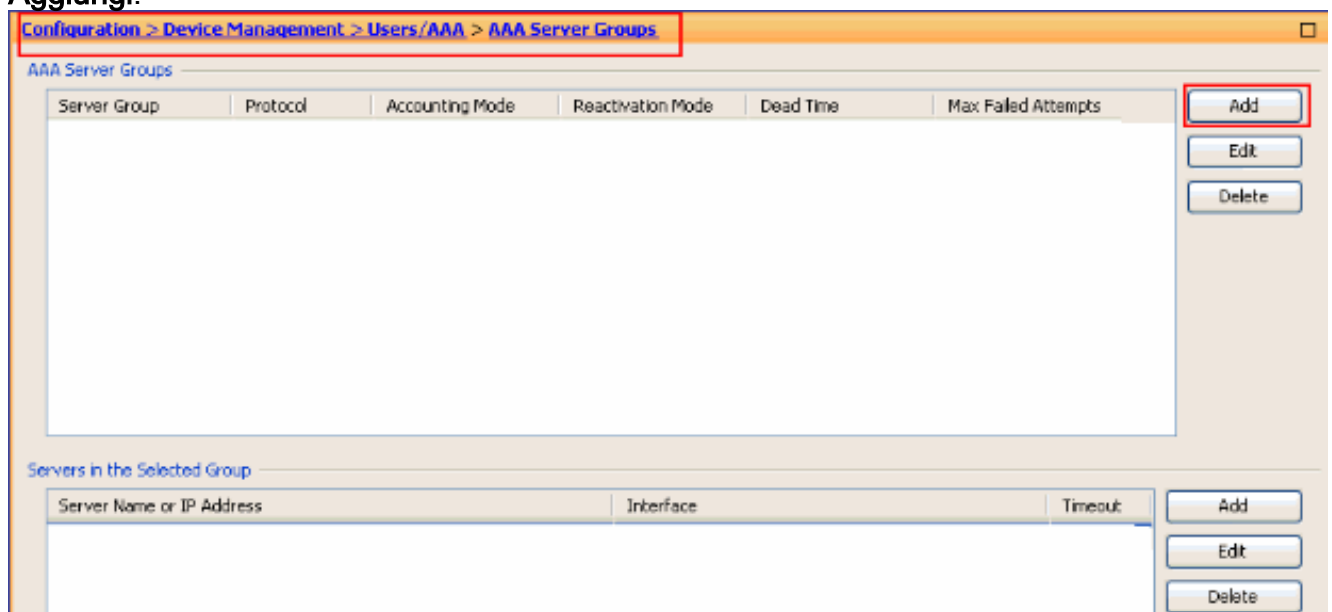 Aggiungi.
Configuration > Device Management > Users/AAA > AAA Server Groups
AAA Server Groups
Server Group Protocol Accounting Mode Reactivation Mode Dead Time Max Failed Attempts
Add
Edit
Delete
Servers in the Selected Group
Server Name or IP Address Interface Timeout
Add
Edit
Delete